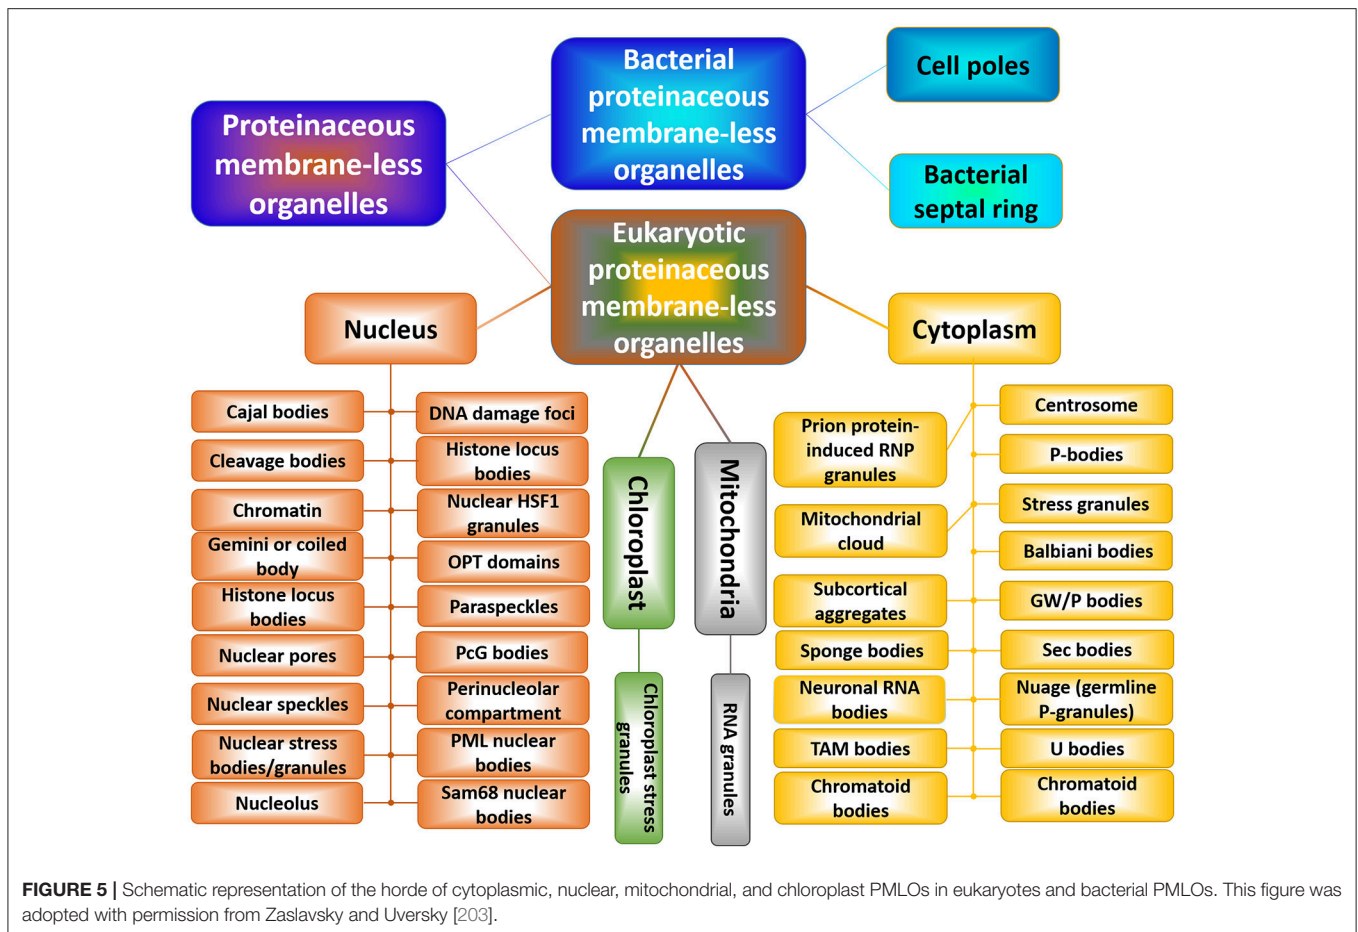 Proteinaceous
membrane-less
organelles
Bacterial
proteinaceous
membrane-less
organelles
Cell poles
Bacterial
septal ring
Eukaryotic
proteinaceous
membrane-less
organelles
Nucleus
Cajal bodies
Cleavage bodies
Chromatin
Gemini or coiled
body
Histone locus
bodies
Nuclear pores
Nuclear speckles
Nuclear stress
bodies/granules
Nucleolus
DNA damage foci
Histone locus
bodies
Nuclear HSF1
granules
OPT domains
Paraspeckles
PcG bodies
Perinucleolar
compartment
PML nuclear
bodies
Sam68 nuclear
bodies
Chloroplast
Chloroplast stress
granules
Mitochondria
RNA granules
Cytoplasm
Prion protein-
induced RNP
granules
Mitochondrial
cloud
Subcortical
aggregates
Sponge bodies
Neuronal RNA
bodies
TAM bodies
Chromatoid
bodies
Centrosome
P-bodies
Stress granules
Balbiani bodies
GW/P bodies
Sec bodies
Nuage (germline
P-granules)
U bodies
Chromatoid
bodies
FIGURE 5 | Schematic representation of the horde of cytoplasmic, nuclear, mitochondrial, and chloroplast PMLOs in eukaryotes and bacterial PMLOs. This figure was
adopted with permission from Zaslavsky and Uversky [203].